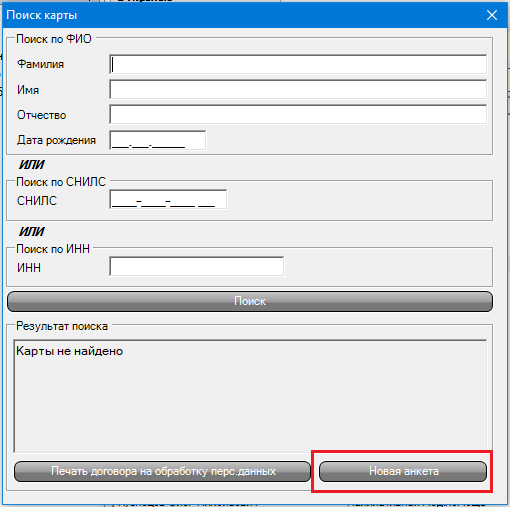 Поиск карты
Поиск по ФИО
Фамилия
Имя
Отчество
Дата рождения __.__.____
ИЛИ
Поиск по СНИЛС
СНИЛС ___-___-___ __
ИЛИ
Поиск по ИНН
ИНН
Поиск
Результат поиска
Карты не найдено
Печать договора на обработку перс.данных Новая анкета